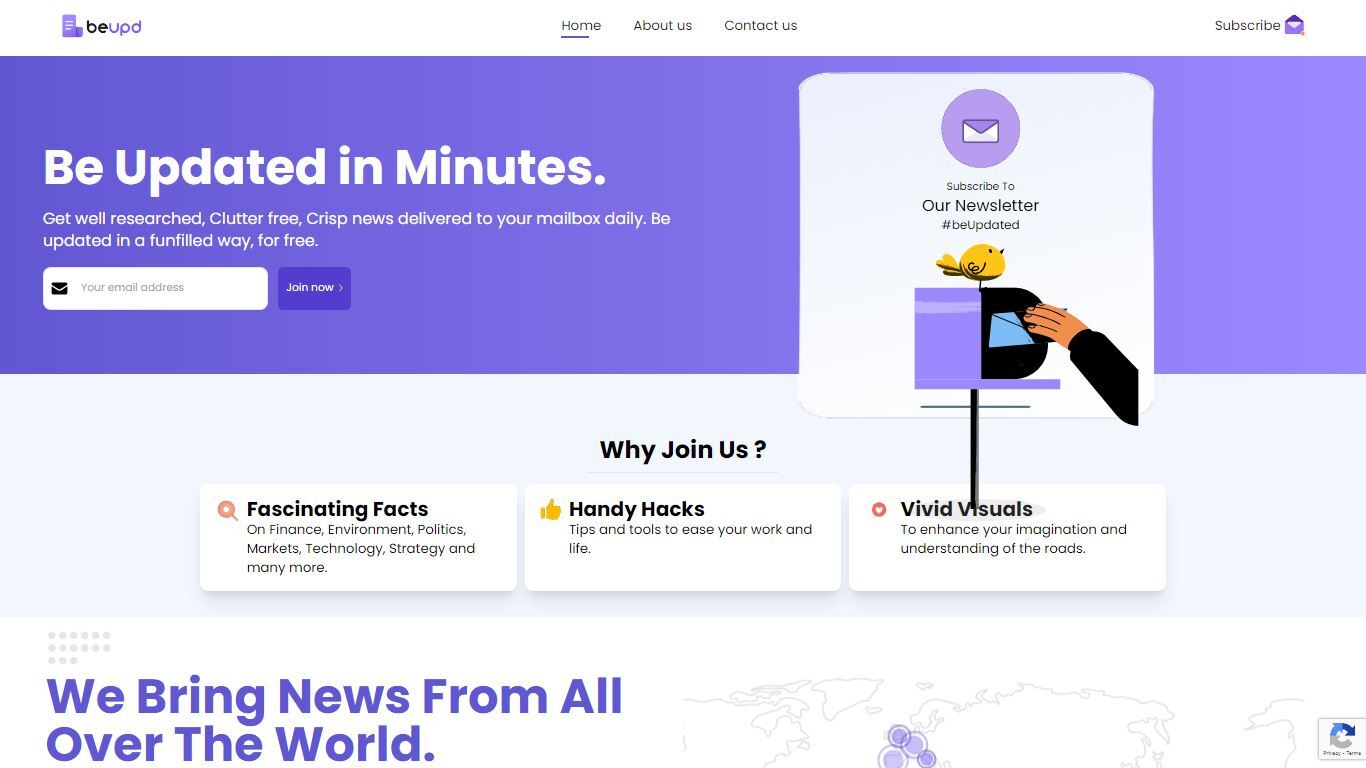 beupd
Home
About us
Contact us
Subscribe
Be Updated in Minutes.
Get well researched, Clutter free, Crisp news delivered to your mailbox daily. Be
updated in a funfilled way, for free.
Your email address
Join now
Subscribe To
Our Newsletter
#beUpdated
Why Join Us ?
Fascinating Facts
On Finance, Environment, Politics,
Markets, Technology, Strategy and
many more.
Handy Hacks
Tips and tools to ease your work and
life.
Vivid Visuals
To enhance your imagination and
understanding of the roads.
We Bring News From All
Over The World.
Privacy - Terms